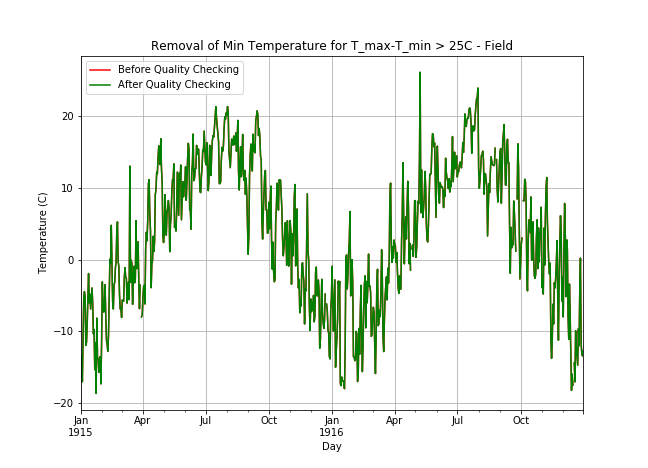 Removal of Min Temperature for T_max-T_min > 25C - Field
Before Quality Checking
After Quality Checking
20
10
0
−10
−20
Temperature (C)
Jan Apr Jul Oct Jan Apr Jul Oct
1915 1916
Day